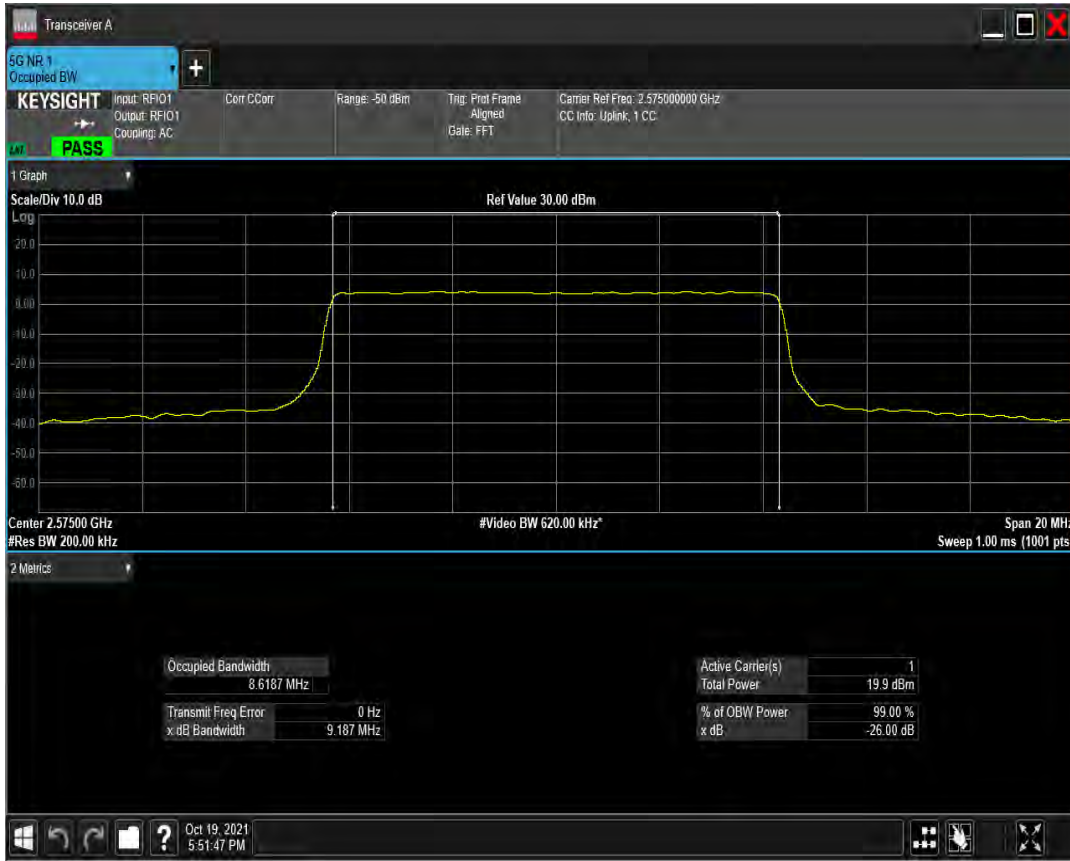 Transceiver A
5G NR 1
Occupied BW
+
KEYSIGHT
Input: RFIO1
Output: RFIO1
Coupling: AC
Corr CCorr
Range: -50 dBm
Trig: Prot Frame
Aligned
Gate: FFT
Carrier Ref Freq: 2.575000000 GHz
CC Info: Uplink, 1 CC
PASS
1 Graph
Scale/Div 10.0 dB
Ref Value 30.00 dBm
Log
20.0
10.0
0.00
-10.0
-20.0
-30.0
-40.0
-50.0
-60.0
Center 2.57500 GHz
#Video BW 620.00 kHz*
Span 20 MHz
#Res BW 200.00 kHz
Sweep 1.00 ms (1001 pts
2 Metrics
Occupied Bandwidth
8.6187 MHz
Transmit Freq Error 0 Hz
x dB Bandwidth 9.187 MHz
Active Carrier(s) 1
Total Power 19.9 dBm
% of OBW Power 99.00 %
x dB -26.00 dB
?
Oct 19, 2021
5:51:47 PM